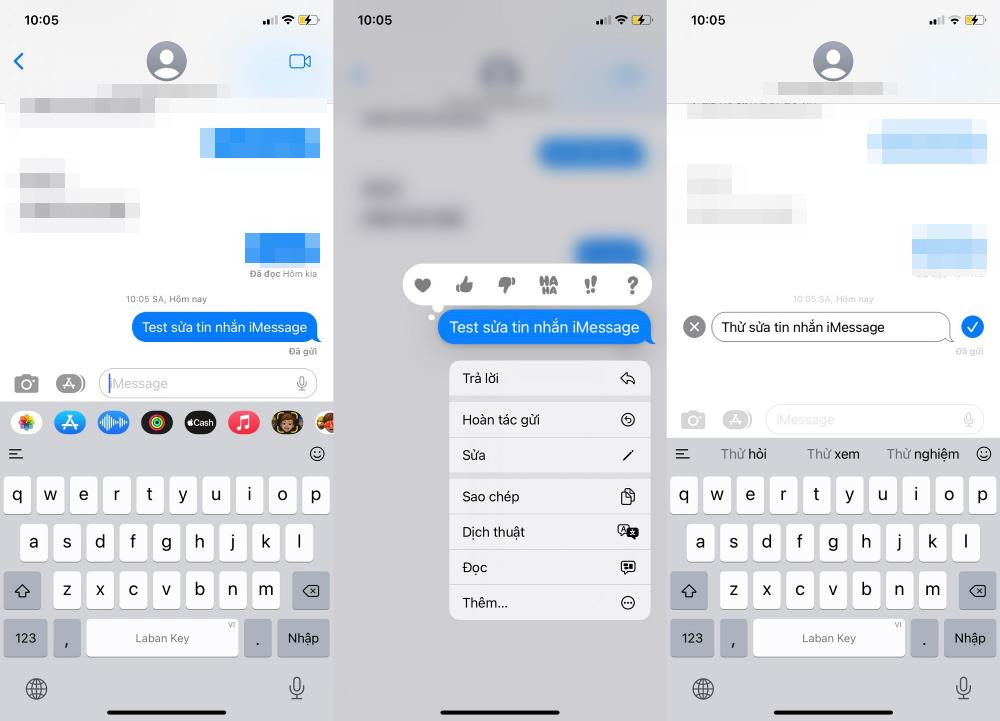 10:05
Đã đọc Hôm kia
10:05 SA, Hôm nay
Test sửa tin nhắn iMessage
Đã gửi
iMessage
Cash
q w e r t y u i o p
a s d f g h j k l
z x c v b n m
123 , Laban Key VI . Nhập
10:05
HA HA !! ?
Test sửa tin nhắn iMessage
Trả lời
Hoàn tác gửi
Sửa
Sao chép
Dịch thuật
Đọc
Thêm...
10:05
10:05 SA, Hôm nay
Thử sửa tin nhắn iMessage
Đã gửi
iMessage
Thử hỏi Thử xem Thử nghiệm
q w e r t y u i o p
a s d f g h j k l
z x c v b n m
123 , Laban Key VI . Nhập